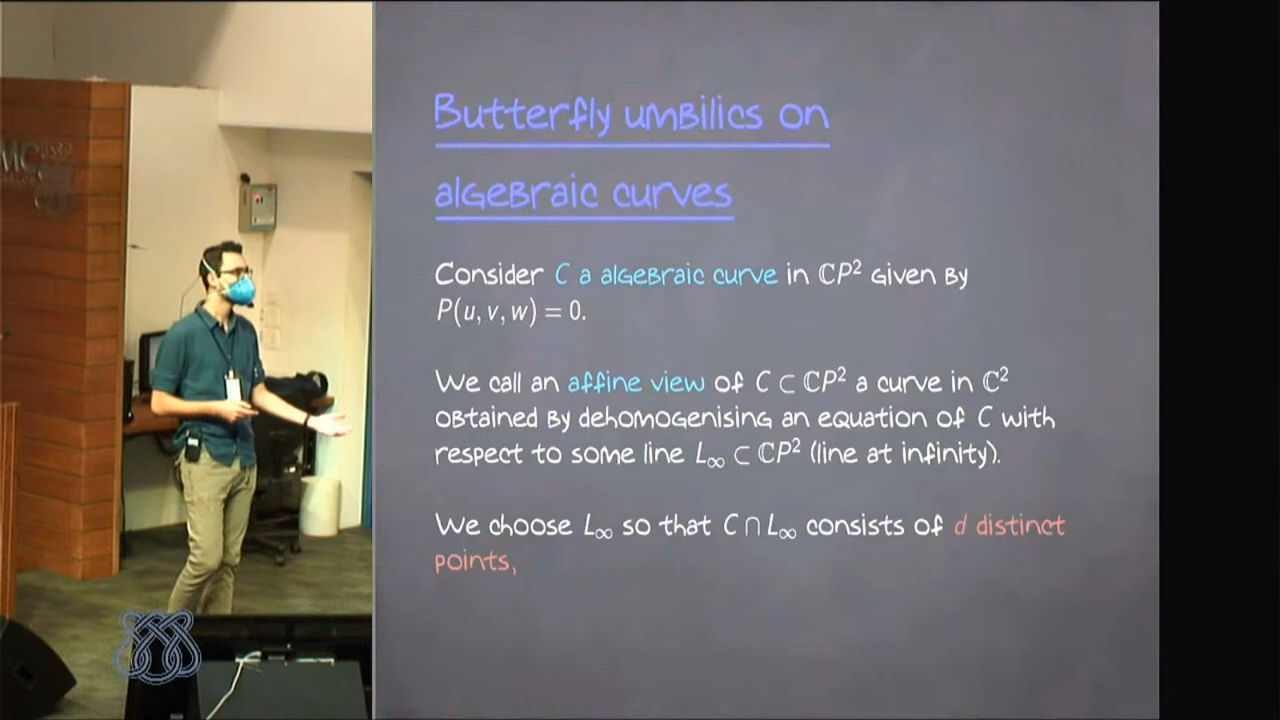 Butterfly umbilics on
algebraic curves
Consider C a algebraic curve in ℂP² given by
P(u, v, w) = 0.
We call an affine view of C ⊂ ℂP² a curve in ℂ²
obtained by dehomogenising an equation of C with
respect to some line L∞ ⊂ ℂP² (line at infinity).
We choose L∞ so that C ∩ L∞ consists of d distinct
points,